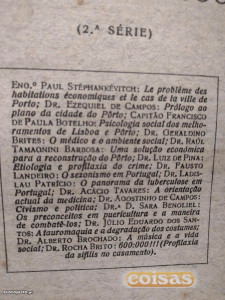 (2.ª SÉRIE)
ENG.º PAUL STÉPHANKÉVITCH: Le problème des
habitations économiques et le cas de la ville de
Porto; DR. EZEQUIEL DE CAMPOS: Prólogo ao
plano da cidade do Pôrto; CAPITÃO FRANCISCO
DE PAULA BOTELHO: Psicologia social dos melho-
ramentos de Lisboa e Pôrto; DR. GERALDINO
BRITES: O médico e o ambiente social; DR. RAÚL
TAMAGNINI BARBOSA: Uma solução económica
para a reconstrução do Pôrto; DR. LUIZ DE PINA:
Etiologia e profilaxia do crime; DR. FAUSTO
LANDEIRO: O sezonismo em Portugal; DR. LADIS-
LAU PATRÍCIO: O panorama da tuberculose em
Portugal; DR. ACÁCIO TAVARES: A orientação
actual da medicina; DR. AGOSTINHO DE CAMPOS:
Civismo e política; DR.ª D. SARA BENOLIEL:
Os preconceitos em puericultura e a maneira
de combatê-los; DR. JÚLIO EDUARDO DOS SAN-
TOS: A tauromaquia e a degradação dos costumes;
DR. ALBERTO BROCHADO: A música e a vida
social; DR. ROCHA BRITO: 600:000!!! (Profilaxia
da sífilis no casamento).
coisas